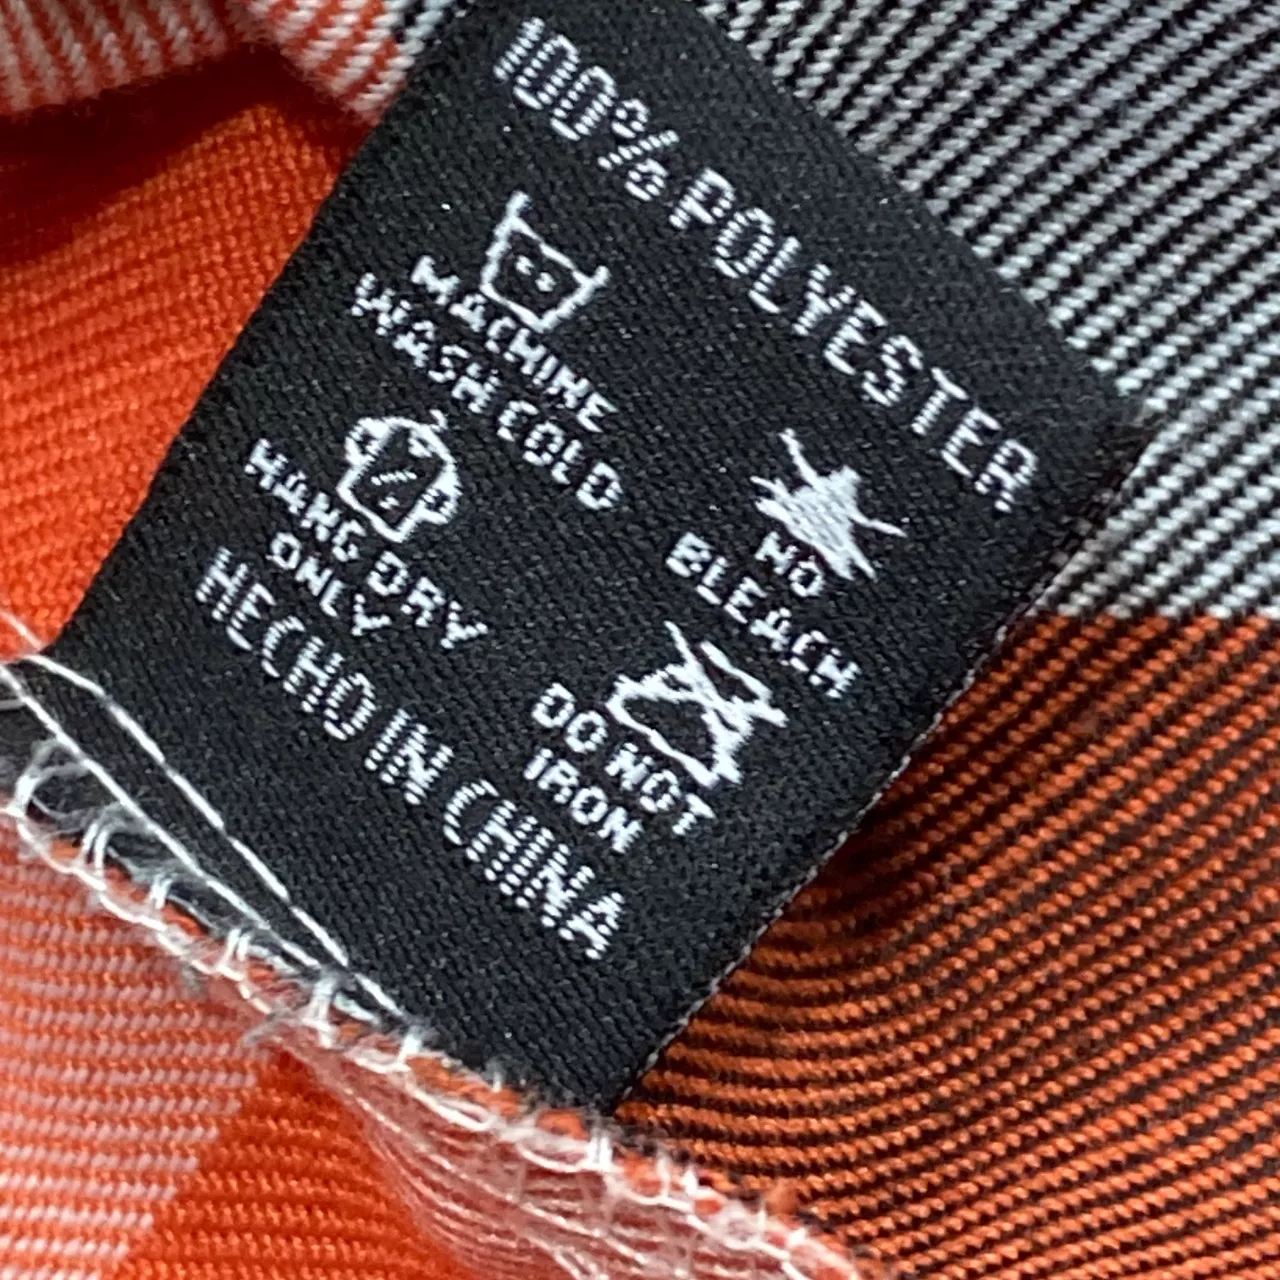 100% POLYESTER
MACHINE
WASH COLD
NO
BLEACH
HANG DRY
ONLY
DO NOT
IRON
HECHO IN CHINA